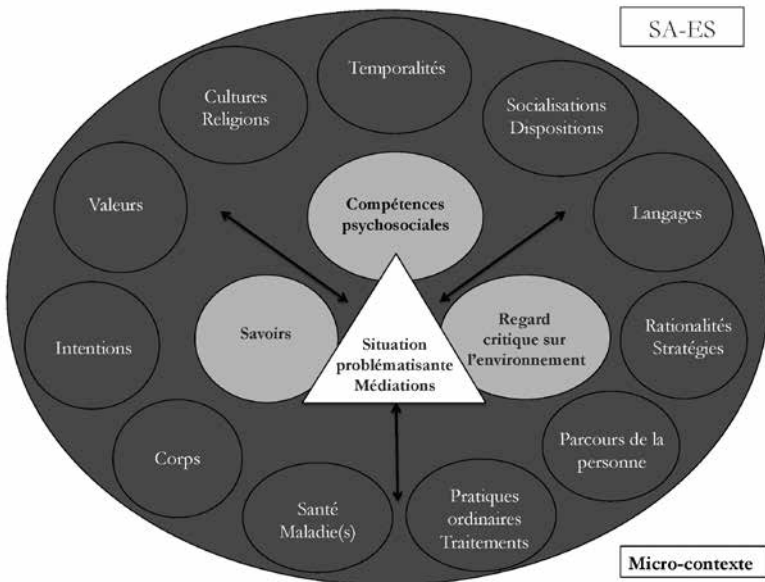 SA-ES
Temporalités
Cultures
Religions
Socialisations
Dispositions
Compétences
psychosociales
Valeurs
Langages
Savoirs
Situation
problématisante
Médiations
Regard
critique sur
l'environnement
Intentions
Rationalités
Stratégies
Corps
Parcours de la
personne
Santé
Maladie(s)
Pratiques
ordinaires
Traitements
Micro-contexte